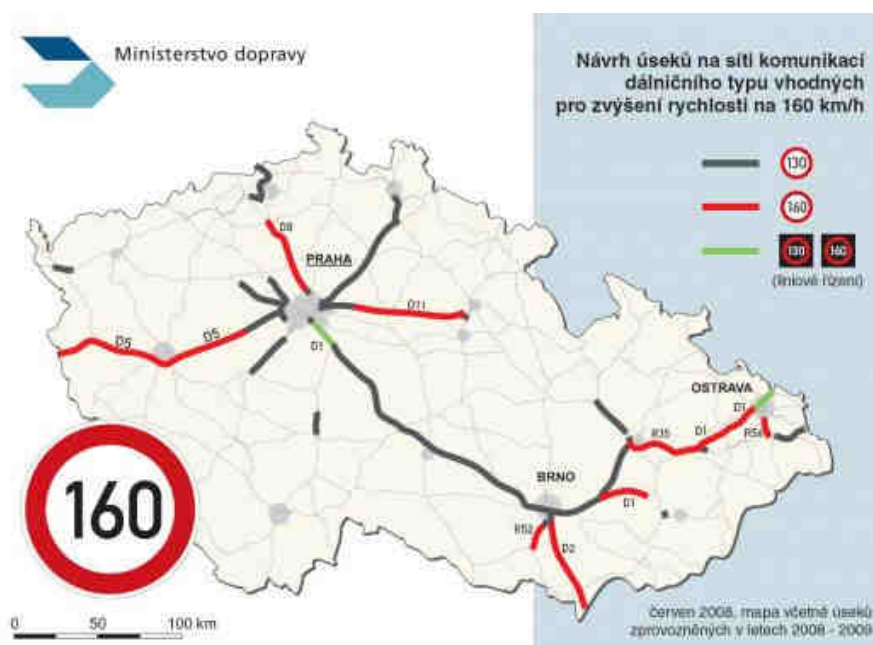 Ministerstvo dopravy
Návrh úseků na síti komunikací
dálničního typu vhodných
pro zvýšení rychlosti na 160 km/h
130
160
130 160
(liniové řízení)
D8
PRAHA
D11
D5
D5
D1
OSTRAVA
D1
R35
D1
R56
BRNO
D1
R52
D2
160
0 50 100 km
červen 2008, mapa včetně úseků
zprovozněných v letech 2008 - 2009